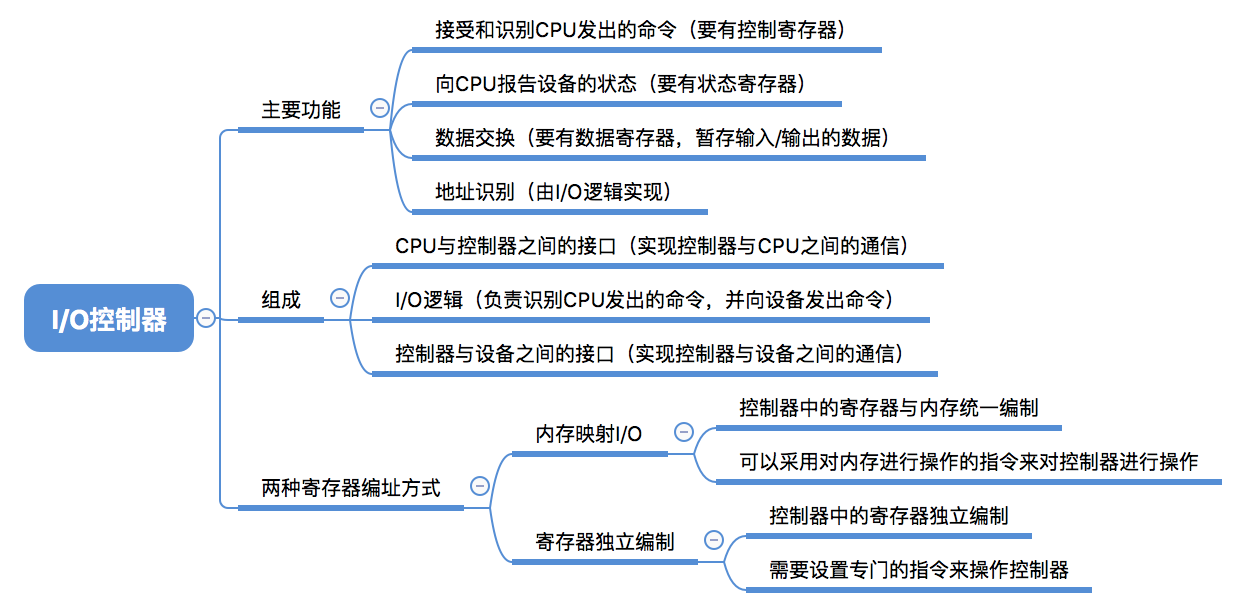 I/O控制器
主要功能
接受和识别CPU发出的命令（要有控制寄存器）
向CPU报告设备的状态（要有状态寄存器）
数据交换（要有数据寄存器，暂存输入/输出的数据）
地址识别（由I/O逻辑实现）
组成
CPU与控制器之间的接口（实现控制器与CPU之间的通信）
I/O逻辑（负责识别CPU发出的命令，并向设备发出命令）
控制器与设备之间的接口（实现控制器与设备之间的通信）
两种寄存器编址方式
内存映射I/O
控制器中的寄存器与内存统一编制
可以采用对内存进行操作的指令来对控制器进行操作
寄存器独立编制
控制器中的寄存器独立编制
需要设置专门的指令来操作控制器